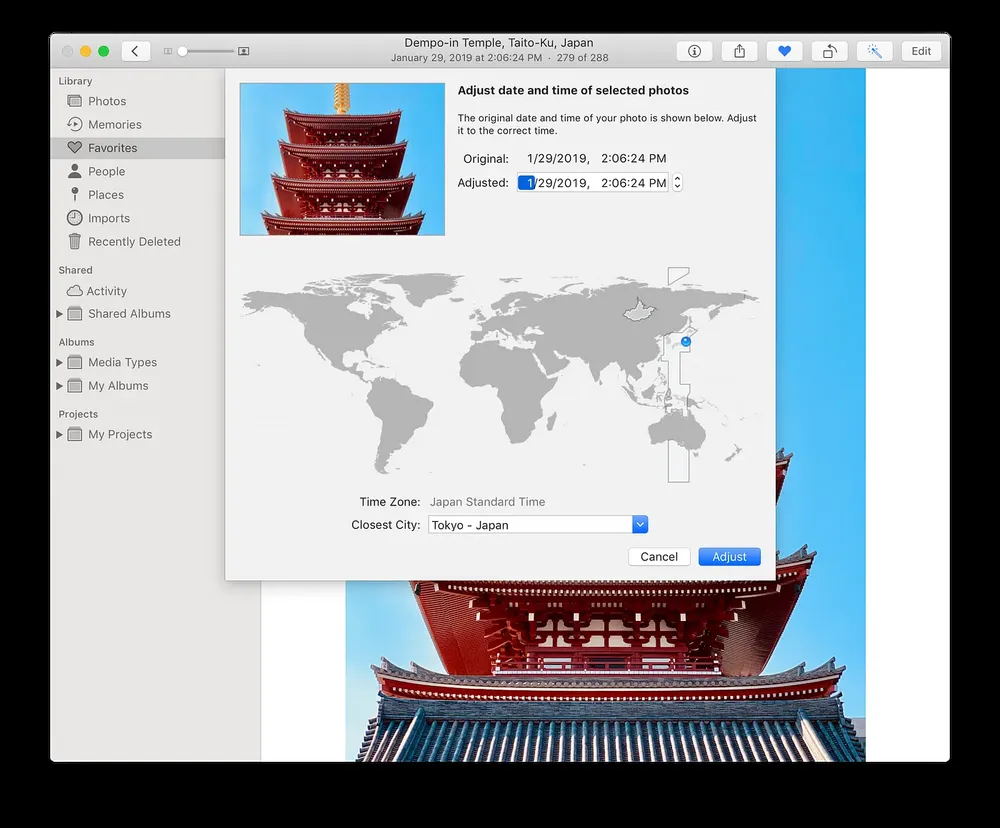 Dempo-in Temple, Taito-Ku, Japan
January 29, 2019 at 2:06:24 PM · 279 of 288
Edit
Library
Photos
Memories
Favorites
People
Places
Imports
Recently Deleted
Shared
Activity
Shared Albums
Albums
Media Types
My Albums
Projects
My Projects
Adjust date and time of selected photos
The original date and time of your photo is shown below. Adjust
it to the correct time.
Original: 1/29/2019, 2:06:24 PM
Adjusted: 1/29/2019, 2:06:24 PM
Time Zone: Japan Standard Time
Closest City: Tokyo - Japan
Cancel
Adjust